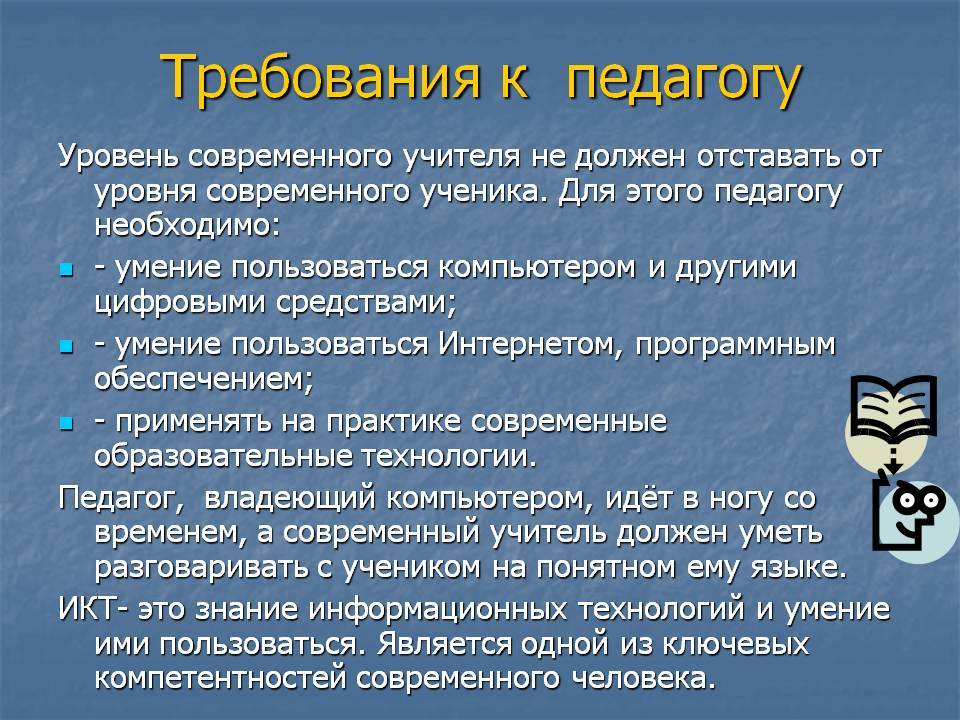 Требования к  педагогу
Уровень современного учителя не должен отставать от
уровня современного ученика. Для этого педагогу
необходимо:
- умение пользоваться компьютером и другими
цифровыми средствами;
- умение пользоваться Интернетом, программным
обеспечением;
- применять на практике современные
образовательные технологии.
Педагог,  владеющий компьютером, идёт в ногу со
временем, а современный учитель должен уметь
разговаривать с учеником на понятном ему языке.
ИКТ- это знание информационных технологий и умение
ими пользоваться. Является одной из ключевых
компетентностей современного человека.